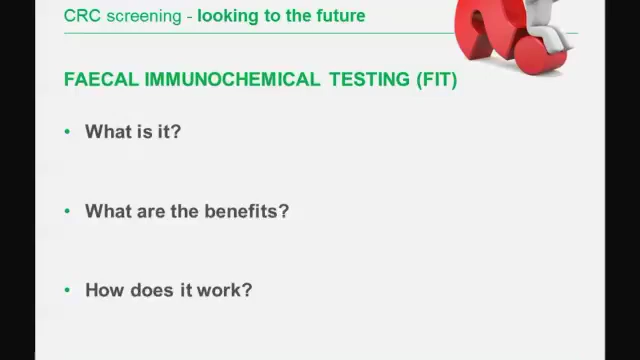 CRC screening - looking to the future
FAECAL IMMUNOCHEMICAL TESTING (FIT)
• What is it?
• What are the benefits?
• How does it work?